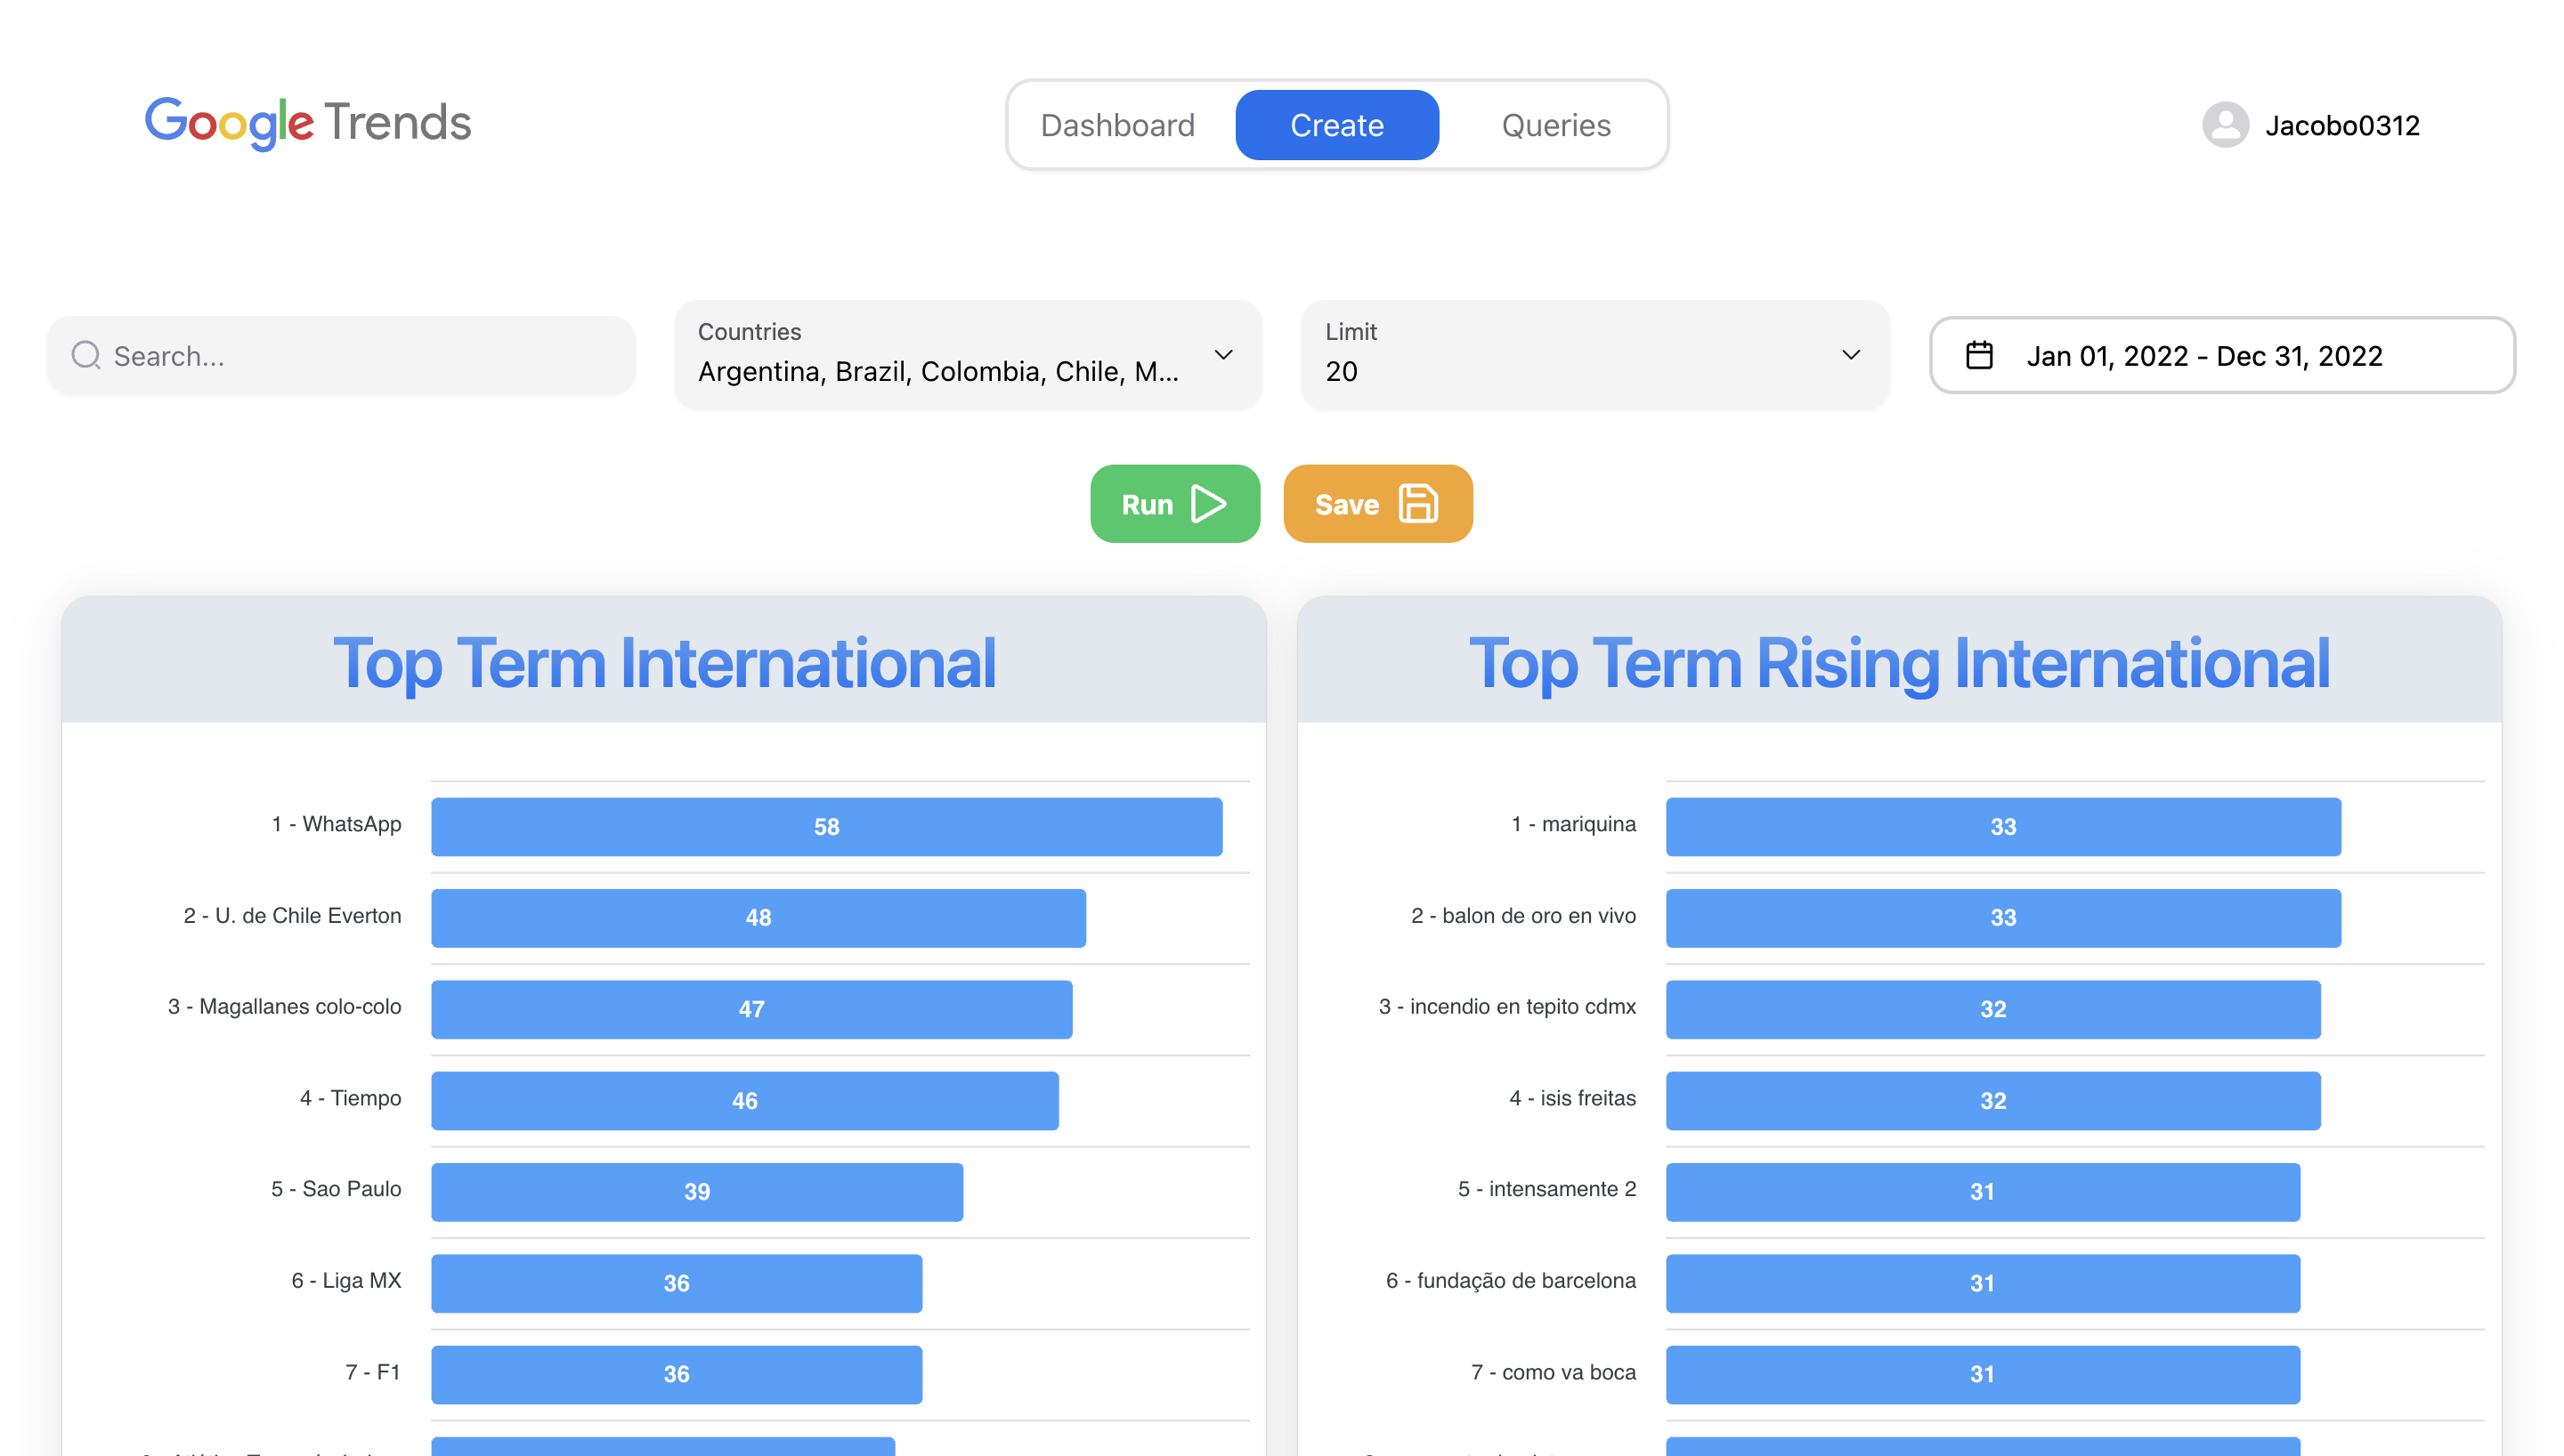 Google Trends
Dashboard
Create
Queries
Jacobo0312
Search...
Countries
Argentina, Brazil, Colombia, Chile, M...
Limit
20
Jan 01, 2022 - Dec 31, 2022
Run
Save
Top Term International
1 - WhatsApp
58
2 - U. de Chile Everton
48
3 - Magallanes colo-colo
47
4 - Tiempo
46
5 - Sao Paulo
39
6 - Liga MX
36
7 - F1
36
Top Term Rising International
1 - mariquina
33
2 - balon de oro en vivo
33
3 - incendio en tepito cdmx
32
4 - isis freitas
32
5 - intensamente 2
31
6 - fundação de barcelona
31
7 - como va boca
31